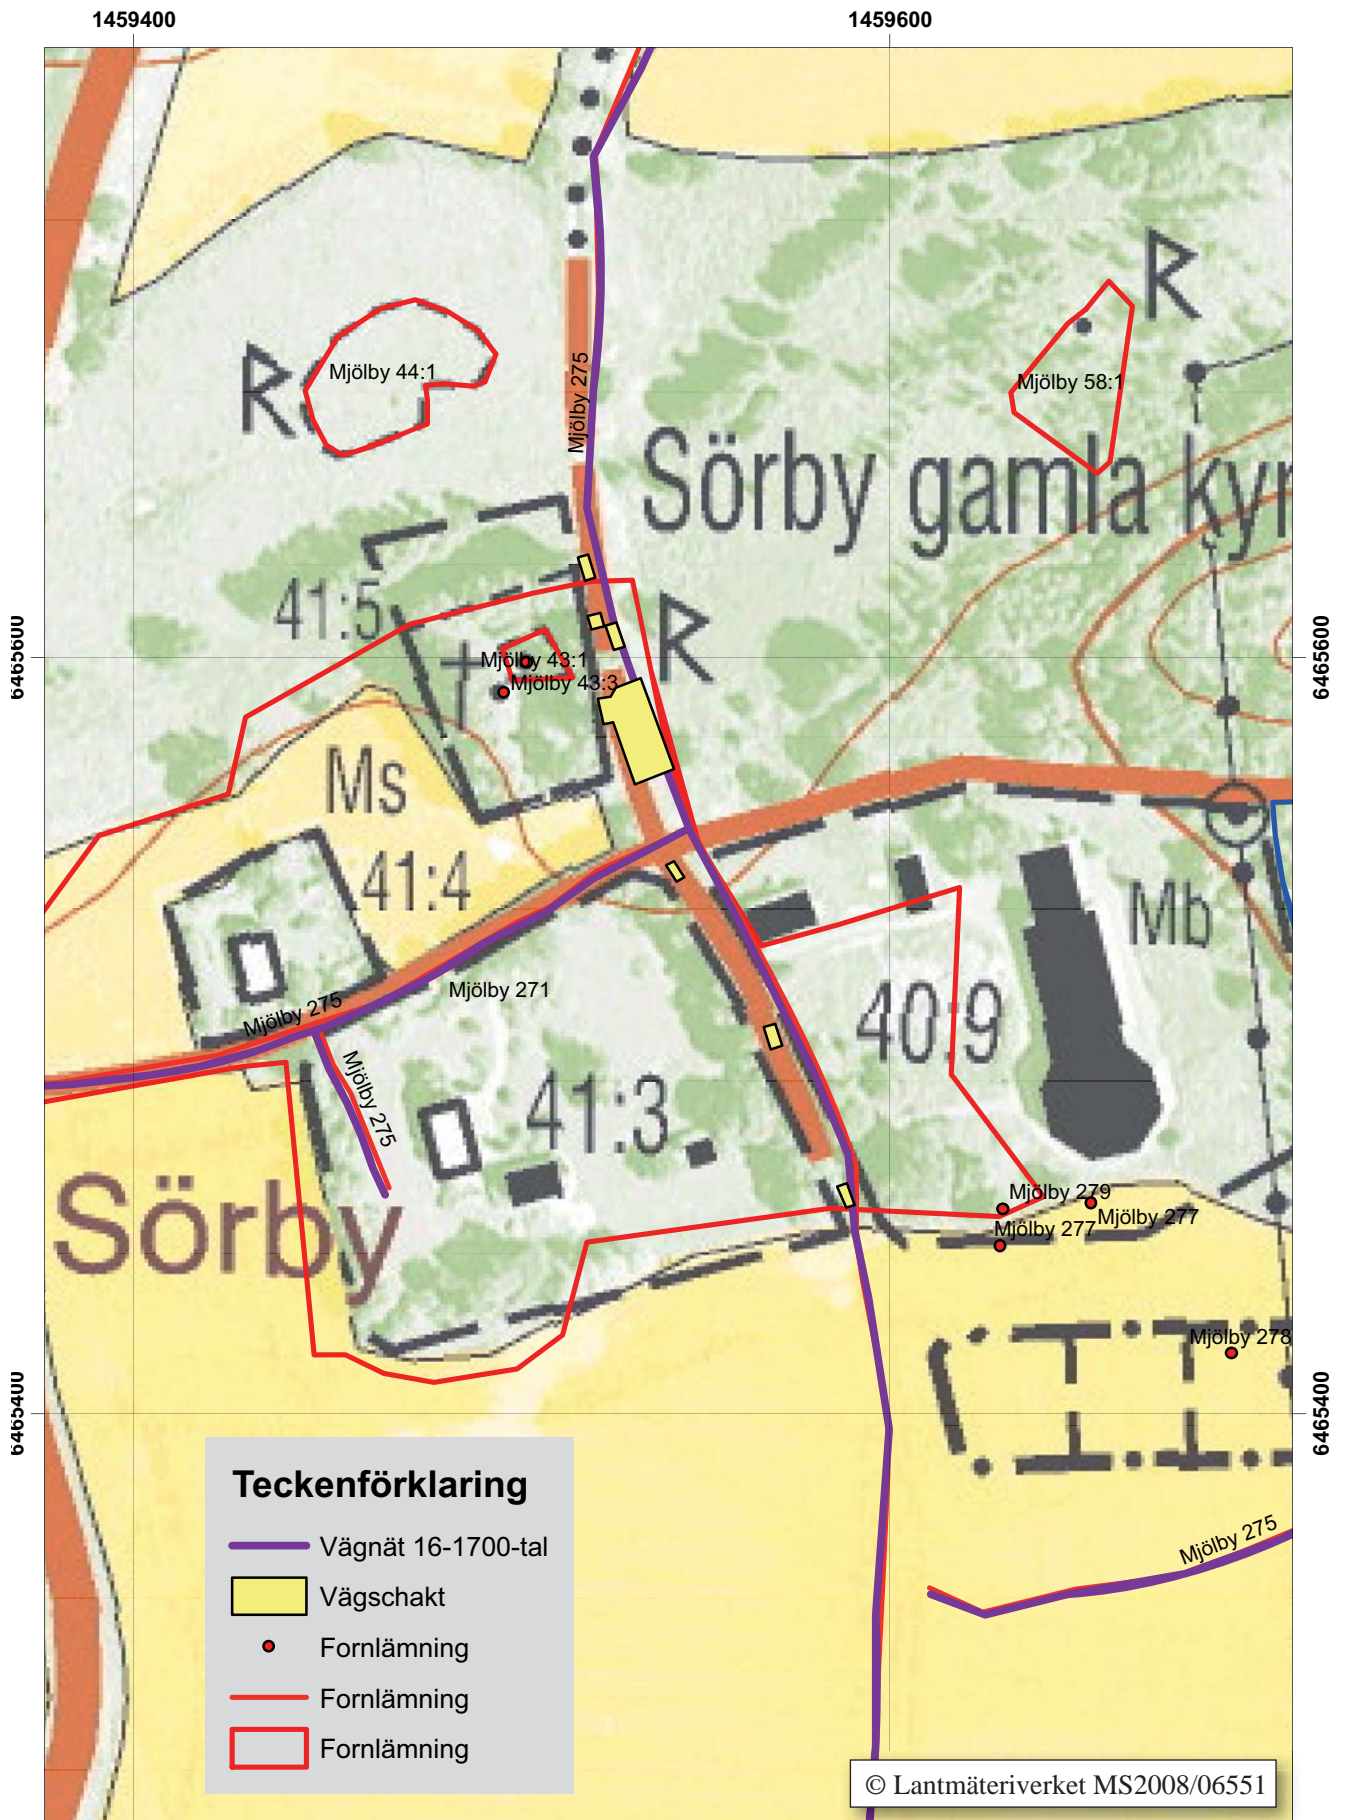 1459400
1459600
R
Mjölby 44:1
Mjölby 275
R
Mjölby 58:1
Sörby gamla kyr
41:5
R
6465600
6465600
Mjölby 43:1
Mjölby 43:3
Ms
41:4
Mb
Mjölby 271
Mjölby 275
40:9
Mjölby 275
41:3
Sörby
Mjölby 279
Mjölby 277
Mjölby 277
Mjölby 278
6465400
6465400
Teckenförklaring
Vägnät 16-1700-tal
Vägschakt
Fornlämning
Fornlämning
Fornlämning
Mjölby 275
© Lantmäteriverket MS2008/06551